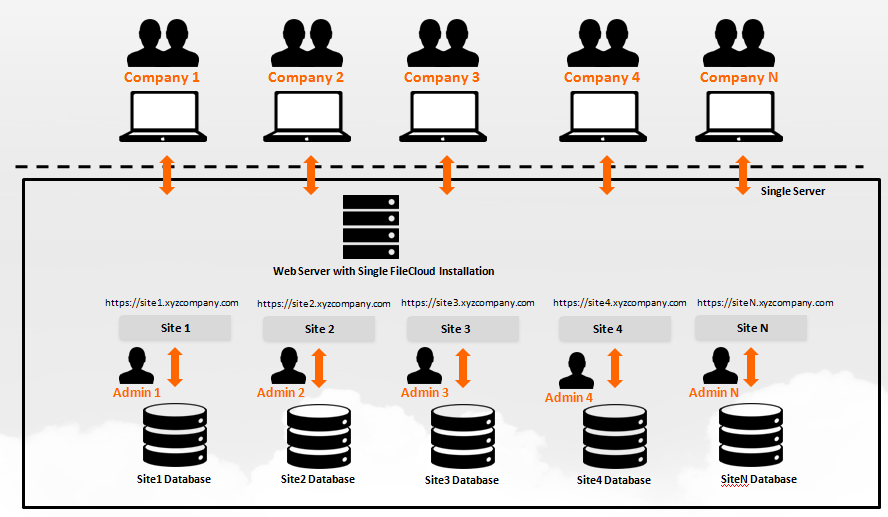 Company 1
Company 2
Company 3
Company 4
Company N
Single Server
Web Server with Single FileCloud Installation
https://site1.xyzcompany.com
https://site2.xyzcompany.com
https://site3.xyzcompany.com
https://site4.xyzcompany.com
https://siteN.xyzcompany.com
Site 1
Site 2
Site 3
Site 4
Site N
Admin 1
Admin 2
Admin 3
Admin 4
Admin N
Site1 Database
Site2 Database
Site3 Database
Site4 Database
SiteN Database